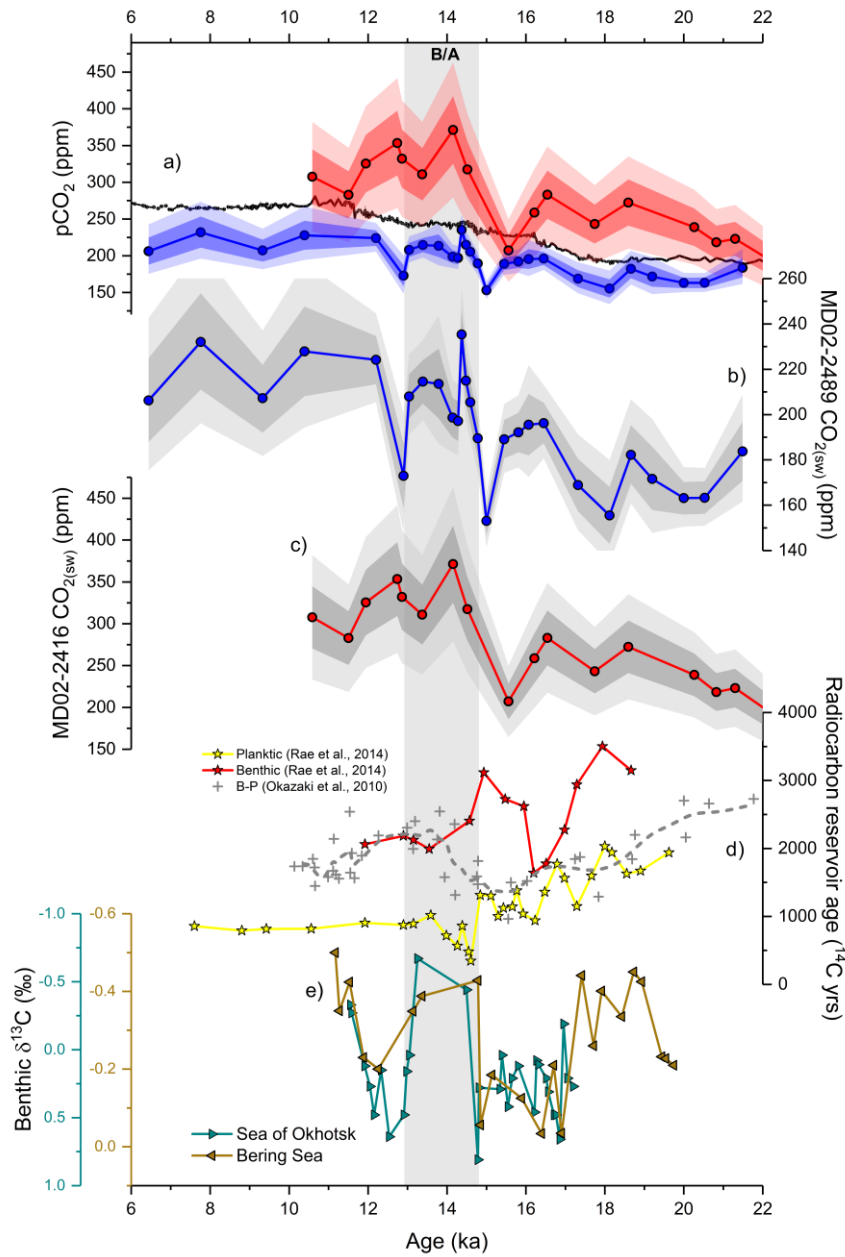 6 8 10 12 14 16 18 20 22
B/A
a)
450
400
350
300
250
200
150
pCO2 (ppm)
260
240
220
200
180
160
140
MD02-2489 CO2(sw) (ppm)
b)
450
400
350
300
250
200
150
MD02-2416 CO2(sw) (ppm)
c)
Planktic (Rae et al., 2014)
Benthic (Rae et al., 2014)
B-P (Okazaki et al., 2010)
d)
4000
3000
2000
1000
0
Radiocarbon reservoir age (14C yrs)
e)
-1.0
-0.5
0.0
0.5
1.0
Benthic δ13C (‰)
-0.6
-0.4
-0.2
0.0
Sea of Okhotsk
Bering Sea
6 8 10 12 14 16 18 20 22
Age (ka)